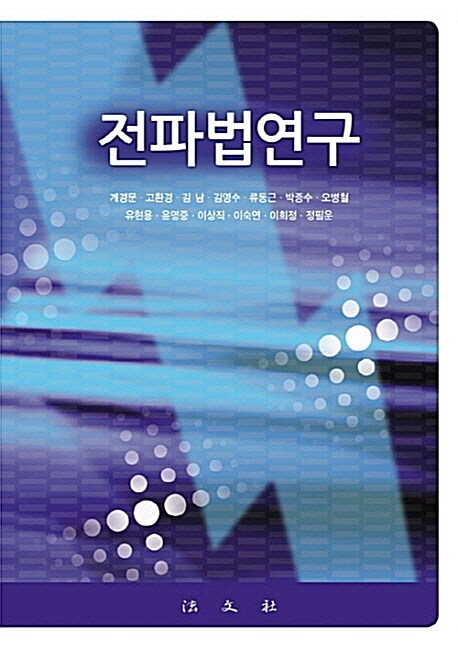 전파법연구
계경문 · 고환경 · 김 남 · 김영수 · 류동근 · 박종수 · 오병철
유현용 · 윤영중 · 이상직 · 이숙연 · 이희정 · 정필운
法 文 社